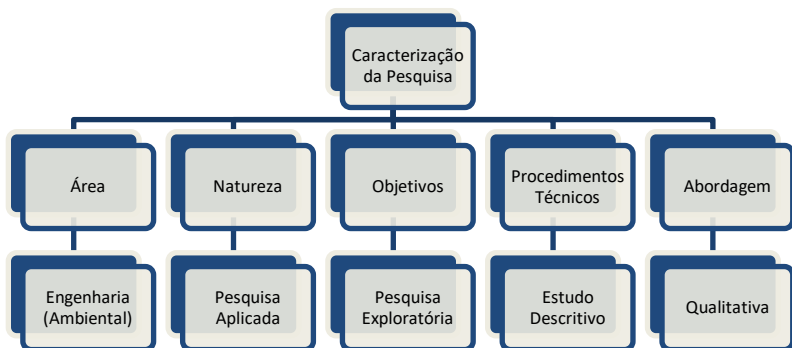 Caracterização
da Pesquisa
Área
Natureza
Objetivos
Procedimentos
Técnicos
Abordagem
Engenharia
(Ambiental)
Pesquisa
Aplicada
Pesquisa
Exploratória
Estudo
Descritivo
Qualitativa